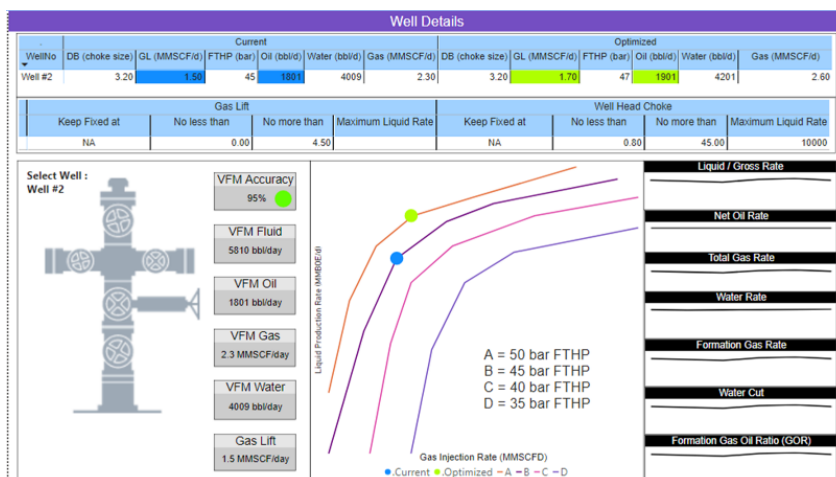 Well Details
Current Optimized
WellNo DB (choke size) GL (MMSCF/d) FTHP (bar) Oil (bbl/d) Water (bbl/d) Gas (MMSCF/d) DB (choke size) GL (MMSCF/d) FTHP (bar) Oil (bbl/d) Water (bbl/d) Gas (MMSCF/d)
Well #2 3.20 1.50 45 1801 4009 2.30 3.20 1.70 47 1901 4201 2.60
Gas Lift Well Head Choke
Keep Fixed at No less than No more than Maximum Liquid Rate Keep Fixed at No less than No more than Maximum Liquid Rate
NA 0.00 4.50 NA 0.80 45.00 10000
Select Well :
Well #2
VFM Accuracy
95%
VFM Fluid
5810 bbl/day
VFM Oil
1801 bbl/day
VFM Gas
2.3 MMSCF/day
VFM Water
4009 bbl/day
Gas Lift
1.5 MMSCF/day
Liquid Production Rate (MMBOE/d)
A = 50 bar FTHP
B = 45 bar FTHP
C = 40 bar FTHP
D = 35 bar FTHP
Gas Injection Rate (MMSCFD)
.Current .Optimized A B C D
Liquid / Gross Rate
Net Oil Rate
Total Gas Rate
Water Rate
Formation Gas Rate
Water Cut
Formation Gas Oil Ratio (GOR)